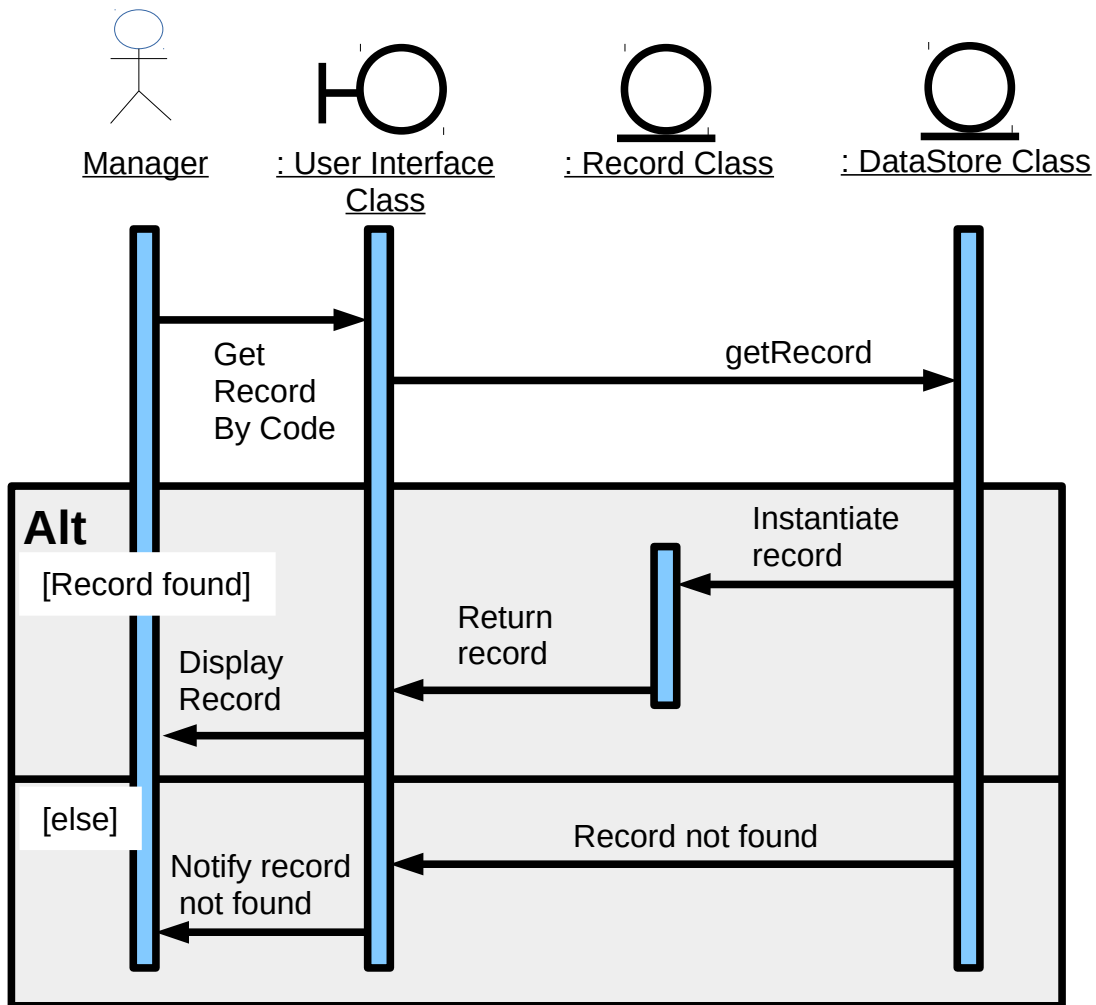 Manager
: User Interface
Class
: Record Class
: DataStore Class
Get
Record
By Code
getRecord
Alt
[Record found]
Instantiate
record
Return
record
Display
Record
[else]
Record not found
Notify record
not found